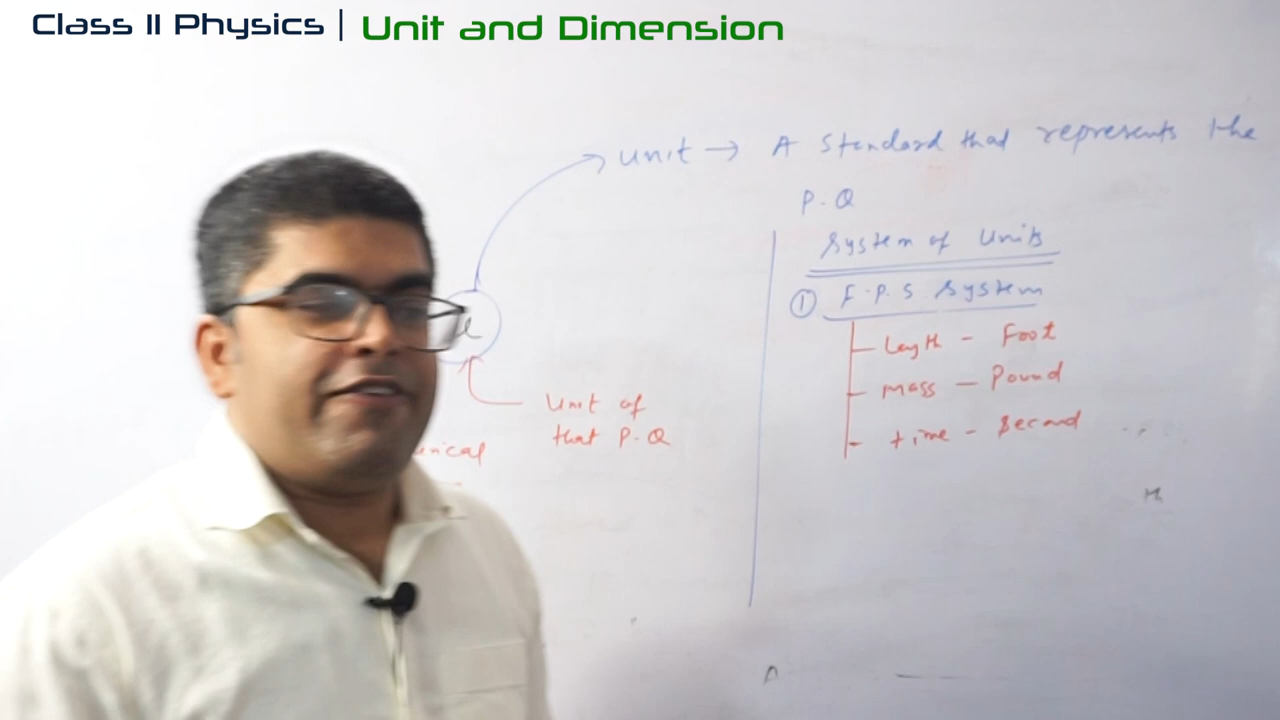 Class 11 Physics | Unit and Dimension
Unit → A standard that represents the
P.Q
System of Units
① F.P.S System
Length - Foot
mass - Pound
time - Second
Unit of
that P.Q